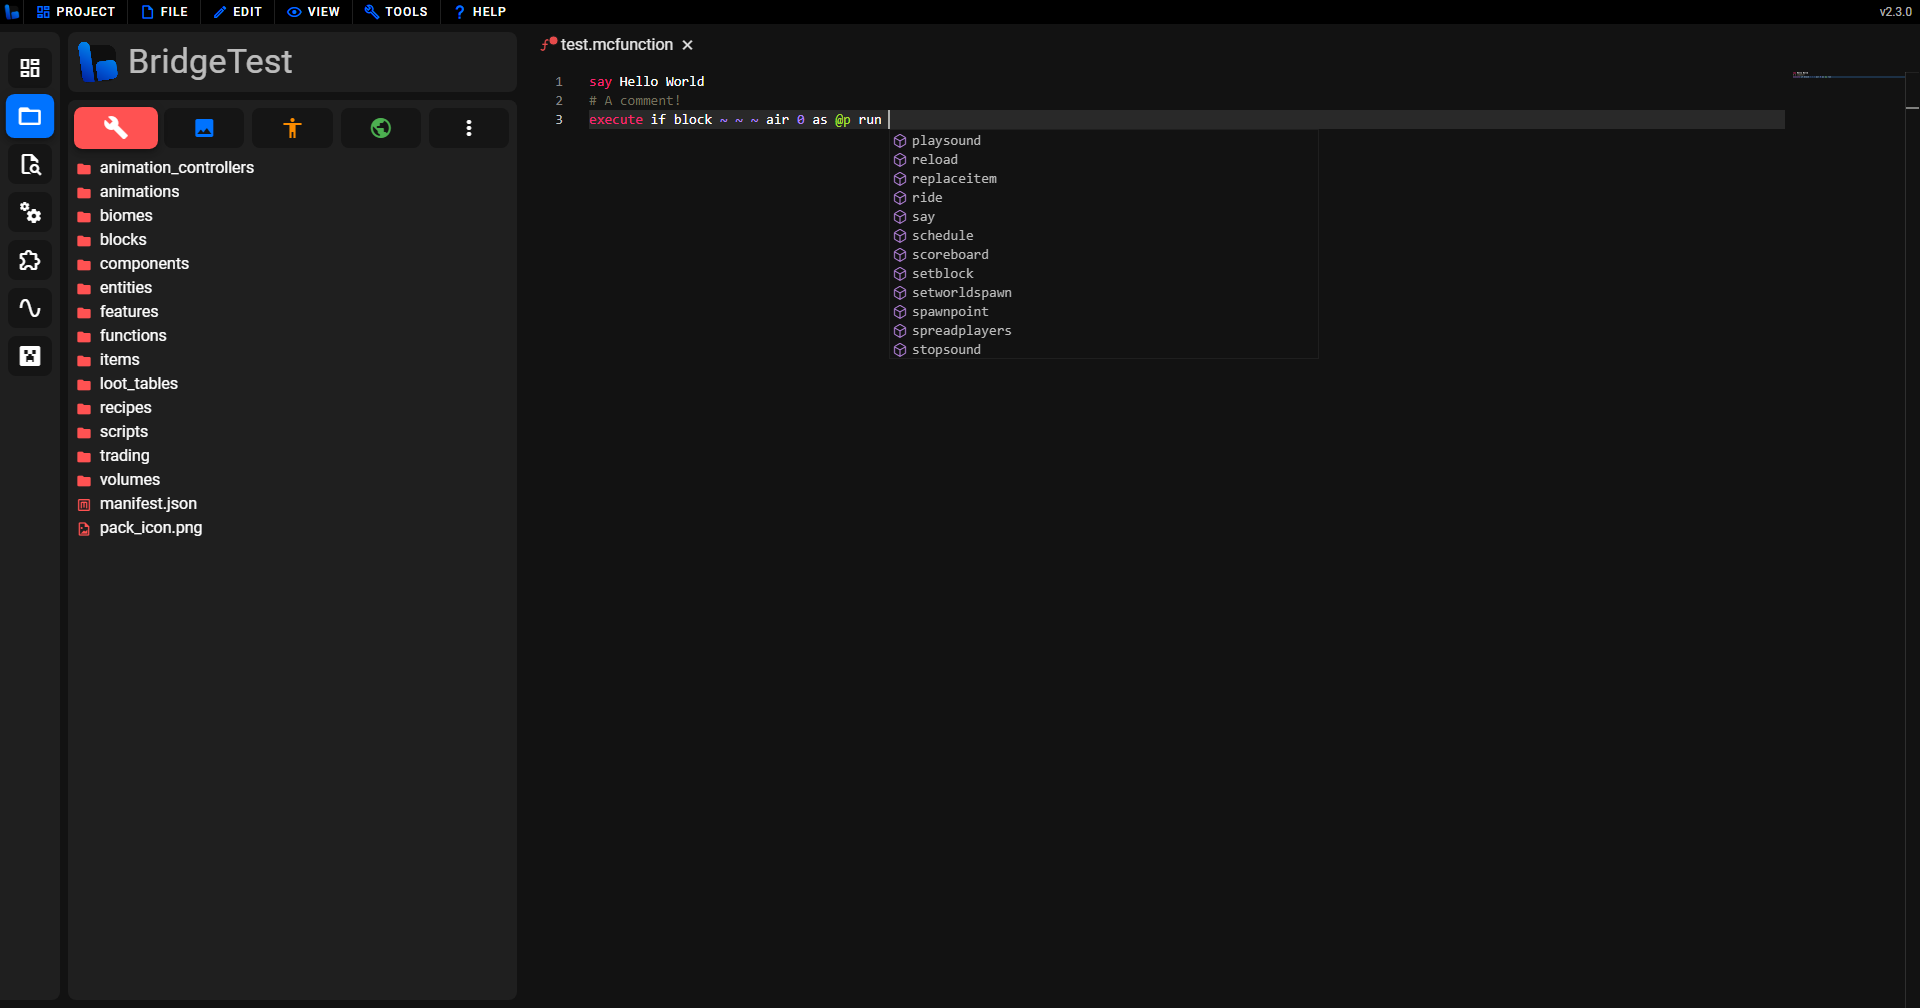 PROJECT FILE EDIT VIEW TOOLS HELP v2.3.0
BridgeTest
animation_controllers
animations
biomes
blocks
components
entities
features
functions
items
loot_tables
recipes
scripts
trading
volumes
manifest.json
pack_icon.png
test.mcfunction
1 say Hello World
2 # A comment!
3 execute if block ~ ~ ~ air 0 as @p run
playsound
reload
replaceitem
ride
say
schedule
scoreboard
setblock
setworldspawn
spawnpoint
spreadplayers
stopsound